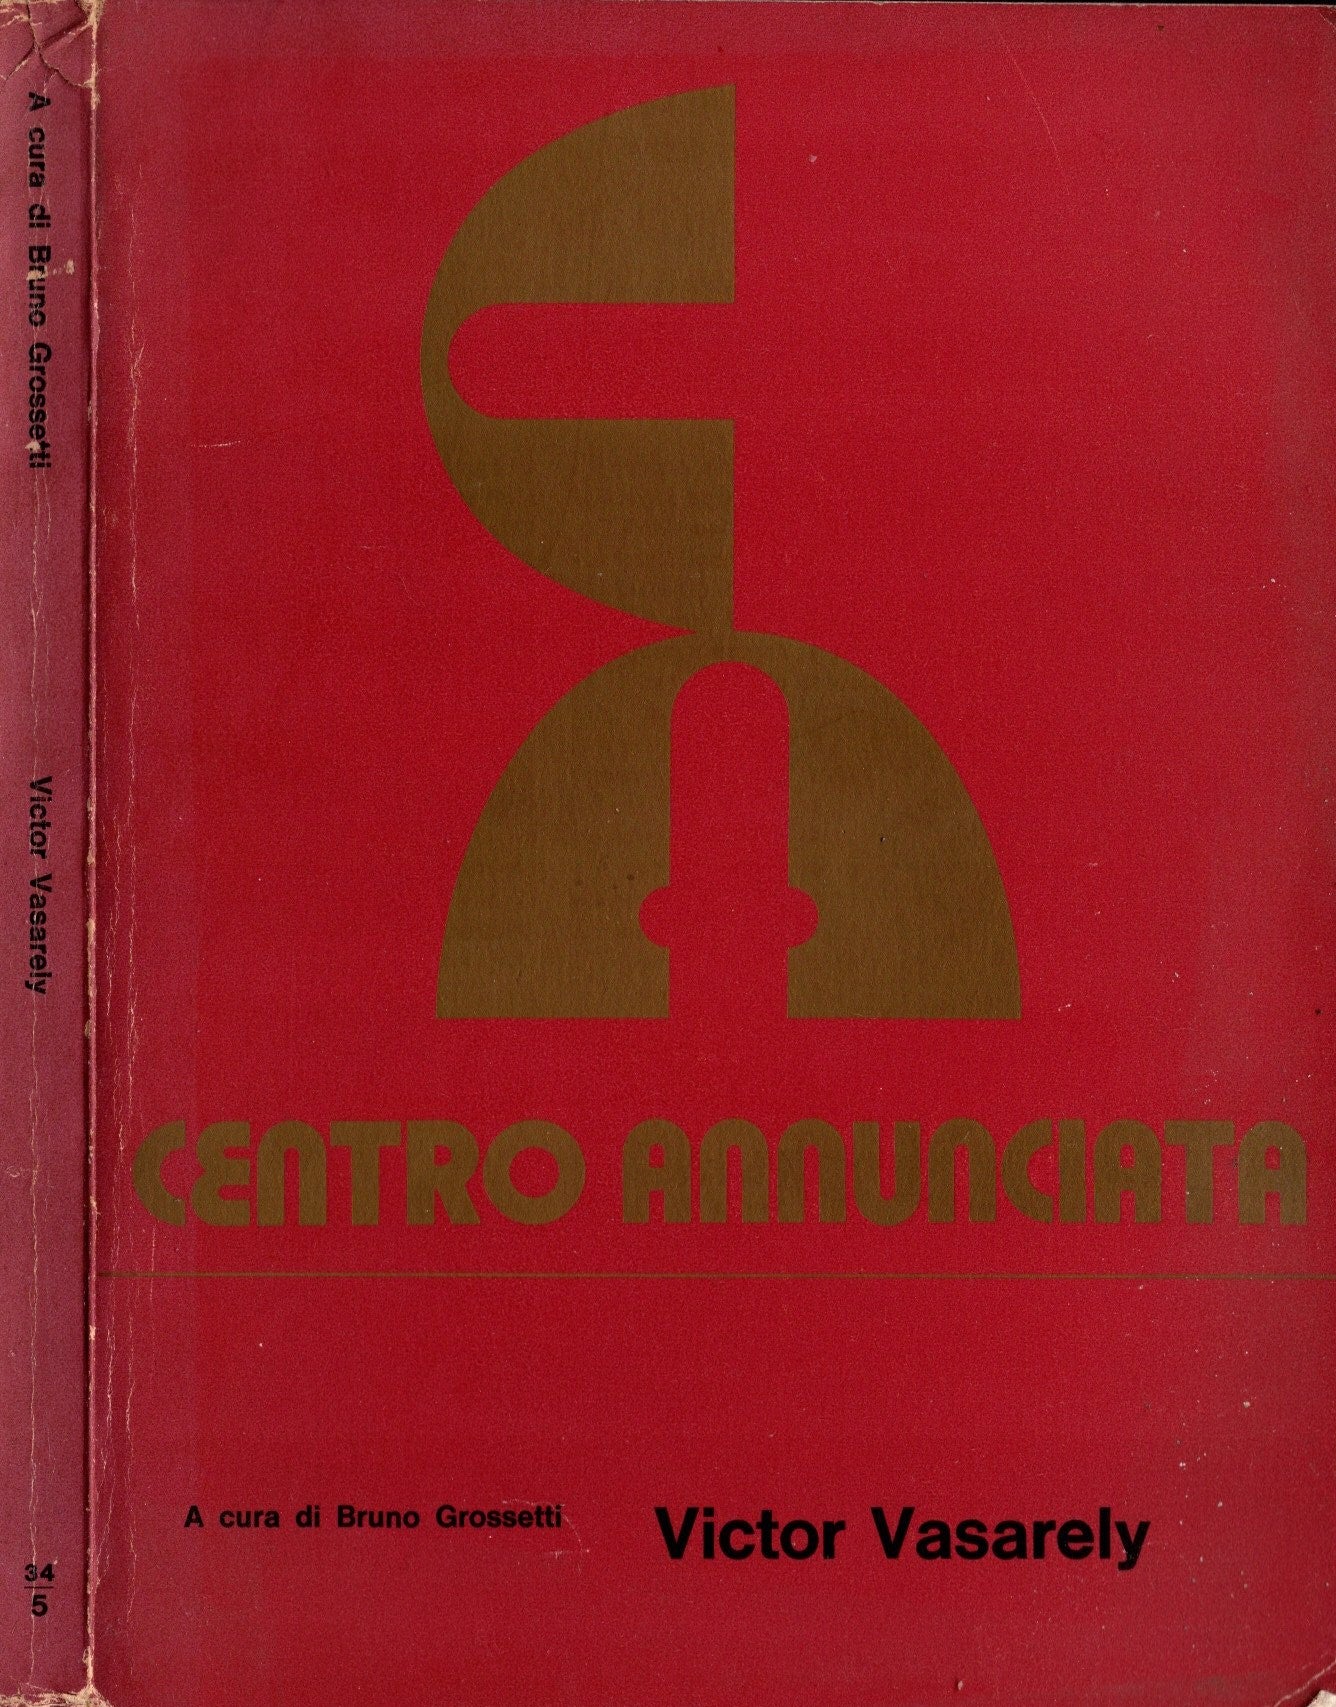 A cura di Bruno Grossetti
Victor Vasarely
34
5
CENTRO ANNUNCIATA
A cura di Bruno Grossetti
Victor Vasarely